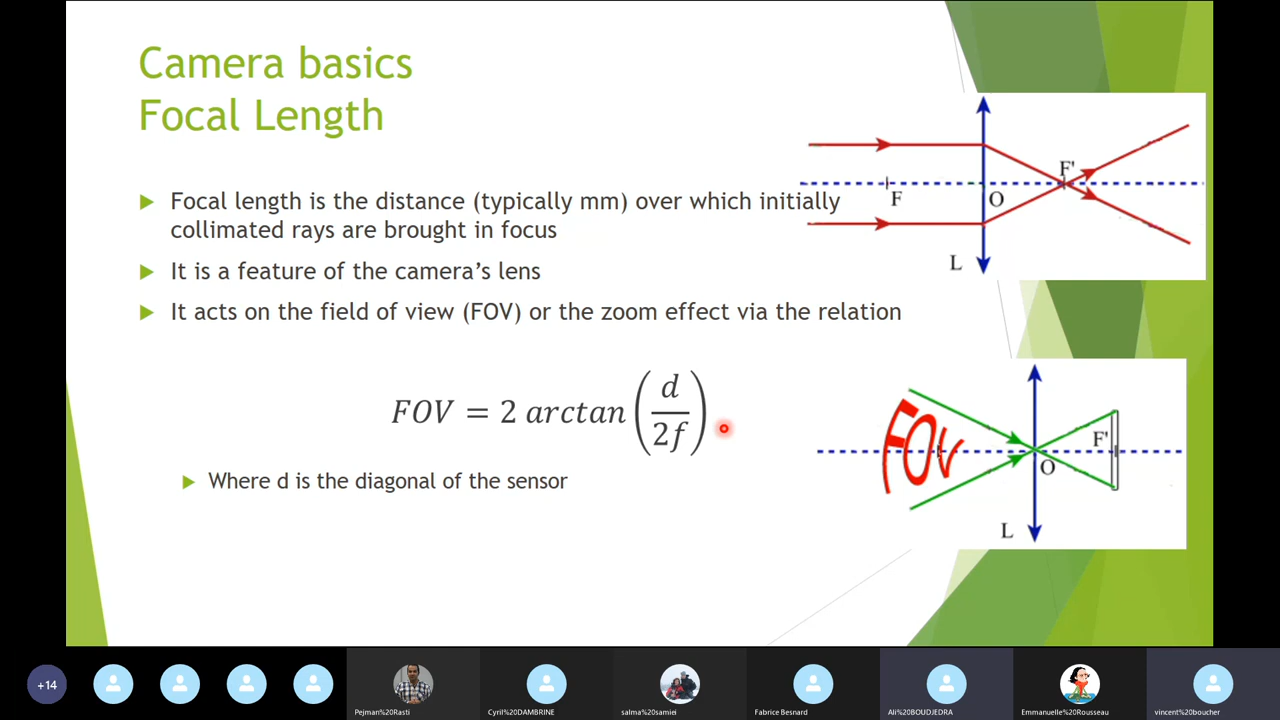 Camera basics
Focal Length
Focal length is the distance (typically mm) over which initially
collimated rays are brought in focus
It is a feature of the camera's lens
It acts on the field of view (FOV) or the zoom effect via the relation
FOV = 2 arctan (d/2f)
Where d is the diagonal of the sensor
F'
F
O
L
FOV
F'
O
L
+14
Pejman%20Rasti
Cyril%20DAMBRINE
salma%20samiei
Fabrice Besnard
Ali%20BOUDJEDRA
Emmanuelle%20Rousseau
vincent%20boucher